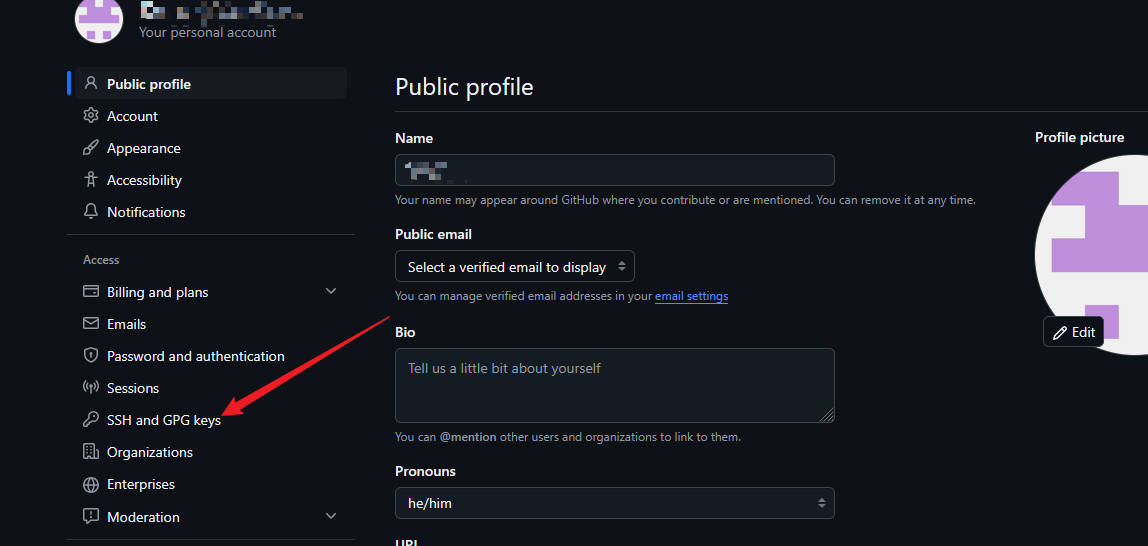 Your personal account
Public profile
Account
Appearance
Accessibility
Notifications
Access
Billing and plans
Emails
Password and authentication
Sessions
SSH and GPG keys
Organizations
Enterprises
Moderation
Public profile
Name
Your name may appear around GitHub where you contribute or are mentioned. You can remove it at any time.
Public email
Select a verified email to display
You can manage verified email addresses in your email settings
Bio
Tell us a little bit about yourself
You can @mention other users and organizations to link to them.
Pronouns
he/him
URL
Profile picture
Edit